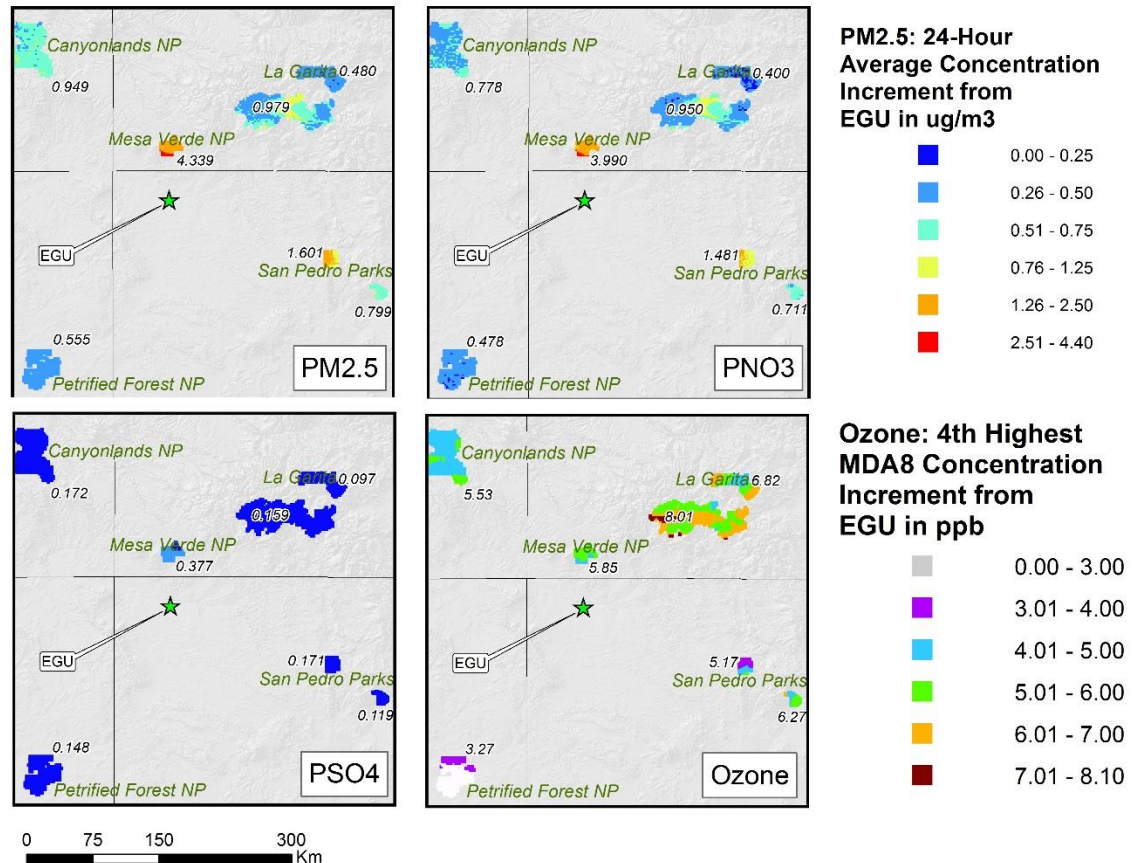 Canyonlands NP
0.949
La Garita
0.480
0.979
Mesa Verde NP
4.339
EGU
1.601
San Pedro Parks
0.799
0.555
Petrified Forest NP
PM2.5
Canyonlands NP
0.778
La Garita
0.400
0.950
Mesa Verde NP
3.990
EGU
1.481
San Pedro Parks
0.711
0.478
Petrified Forest NP
PNO3
PM2.5: 24-Hour
Average Concentration
Increment from
EGU in ug/m3
0.00 - 0.25
0.26 - 0.50
0.51 - 0.75
0.76 - 1.25
1.26 - 2.50
2.51 - 4.40
Canyonlands NP
0.172
La Garita
0.097
0.159
Mesa Verde NP
0.377
EGU
0.171
San Pedro Parks
0.119
0.148
Petrified Forest NP
PSO4
Canyonlands NP
5.53
La Garita
6.82
8.01
Mesa Verde NP
5.85
EGU
5.17
San Pedro Parks
6.27
3.27
Petrified Forest NP
Ozone
Ozone: 4th Highest
MDA8 Concentration
Increment from
EGU in ppb
0.00 - 3.00
3.01 - 4.00
4.01 - 5.00
5.01 - 6.00
6.01 - 7.00
7.01 - 8.10
0 75 150 300
Km